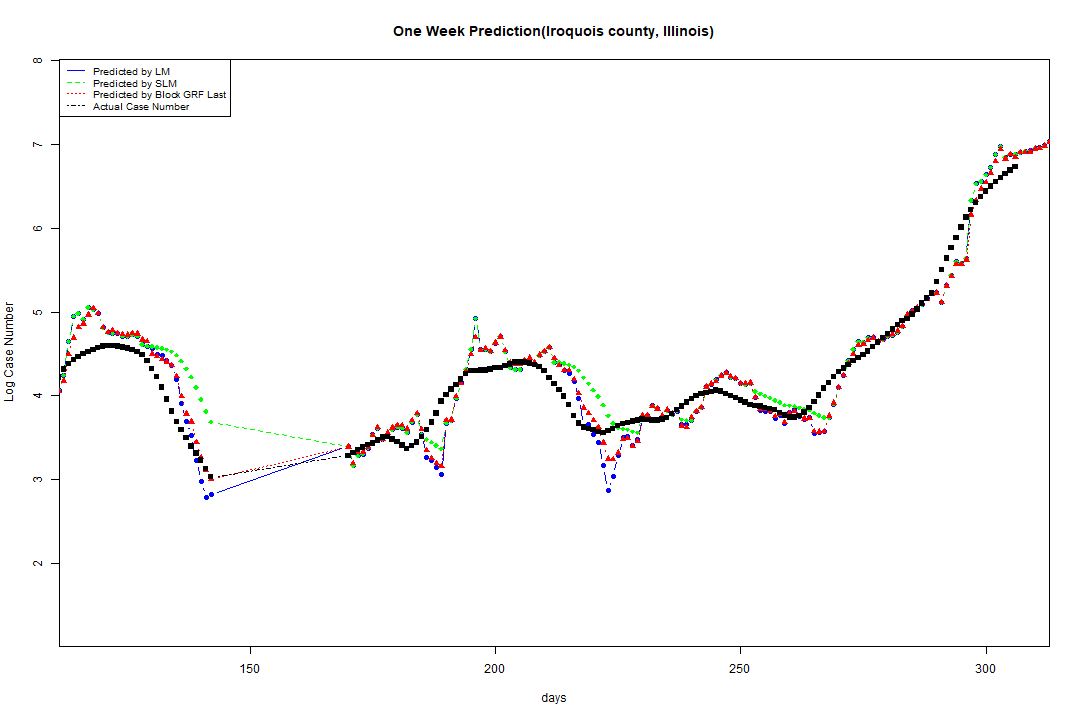 One Week Prediction(Iroquois county, Illinois)
Predicted by LM
Predicted by SLM
Predicted by Block GRF Last
Actual Case Number
Log Case Number
8
7
6
5
4
3
2
150
200
250
300
days